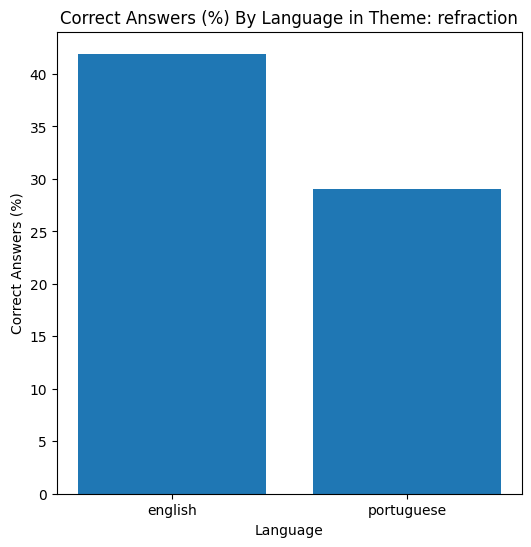 Correct Answers (%) By Language in Theme: refraction
Correct Answers (%)
40
35
30
25
20
15
10
5
0
english portuguese
Language